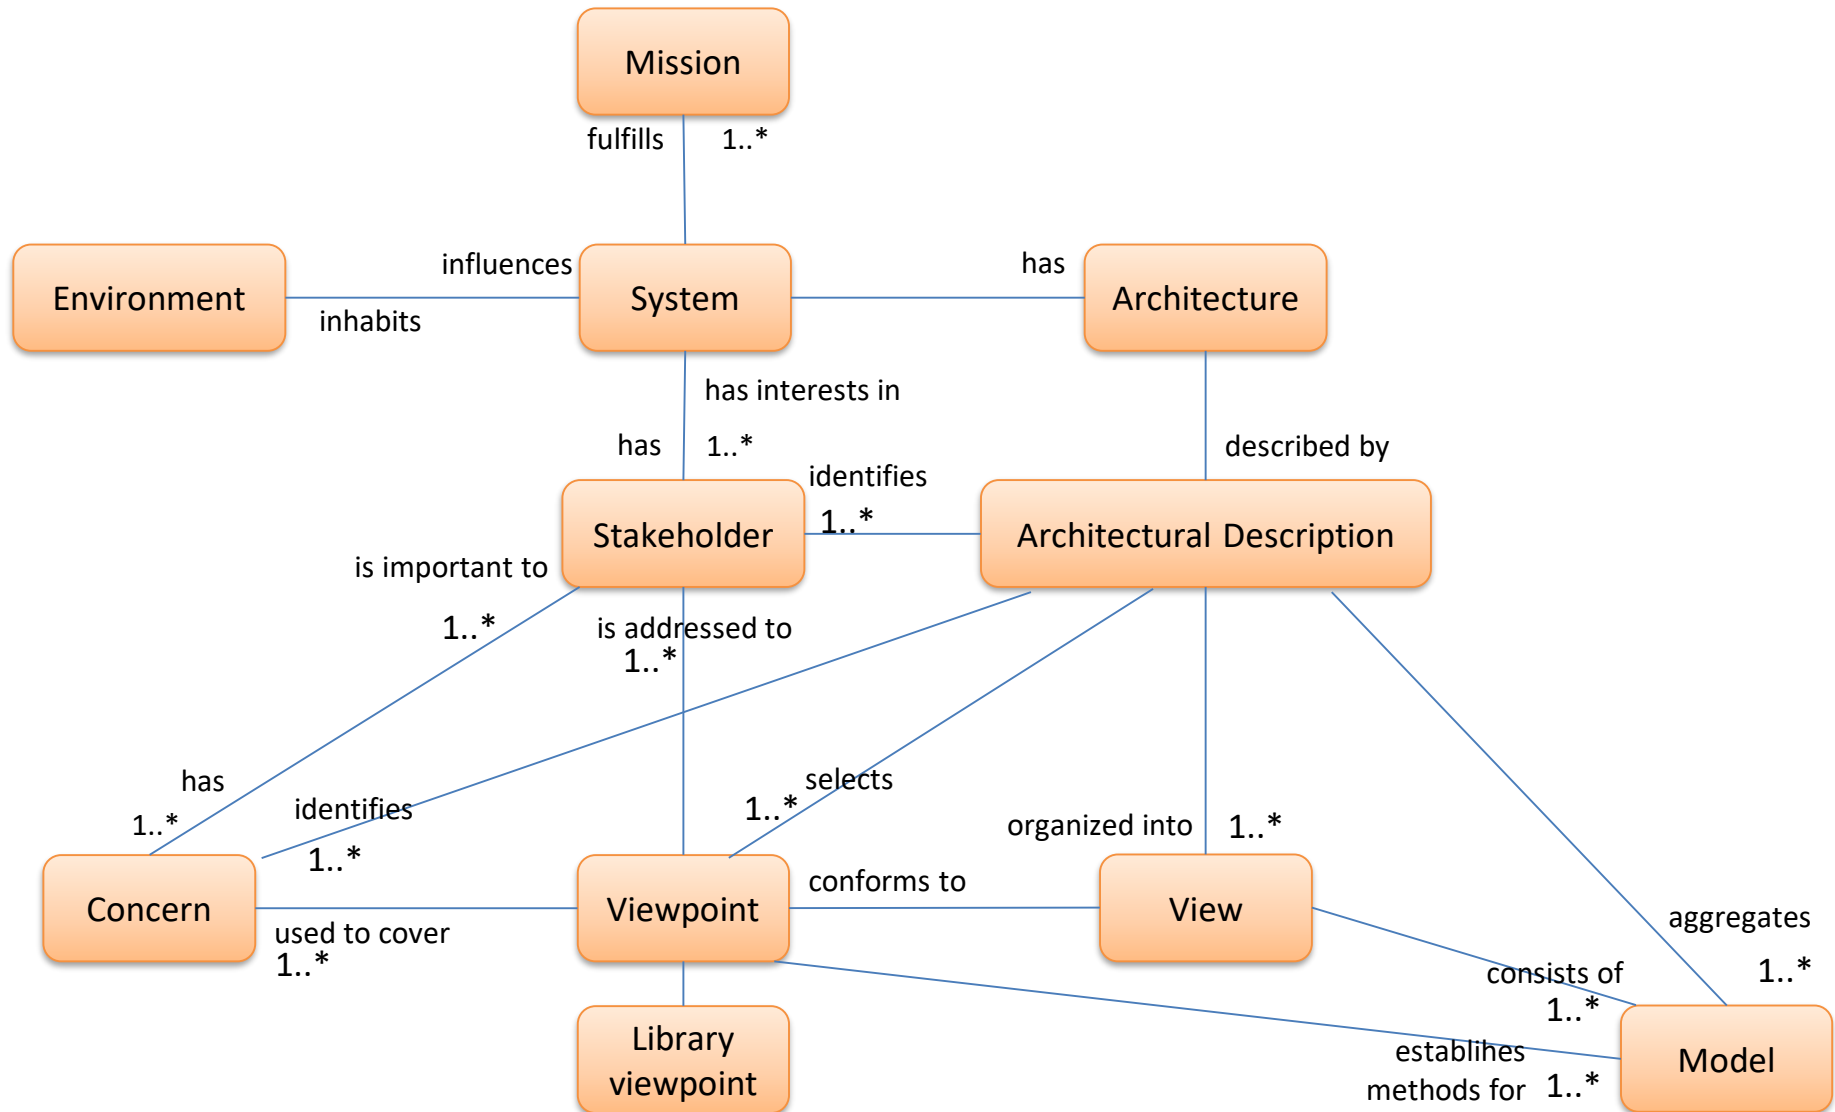 Mission
fulfills 1..*
influences
has
Environment
System
Architecture
inhabits
has interests in
has 1..*
described by
identifies
1..*
Stakeholder
Architectural Description
is important to
1..*
is addressed to
1..*
has
1..*
selects
1..*
identifies
1..*
organized into 1..*
Concern
Viewpoint
conforms to
View
used to cover
1..*
aggregates
1..*
consists of
1..*
Library
viewpoint
establihes
methods for 1..*
Model